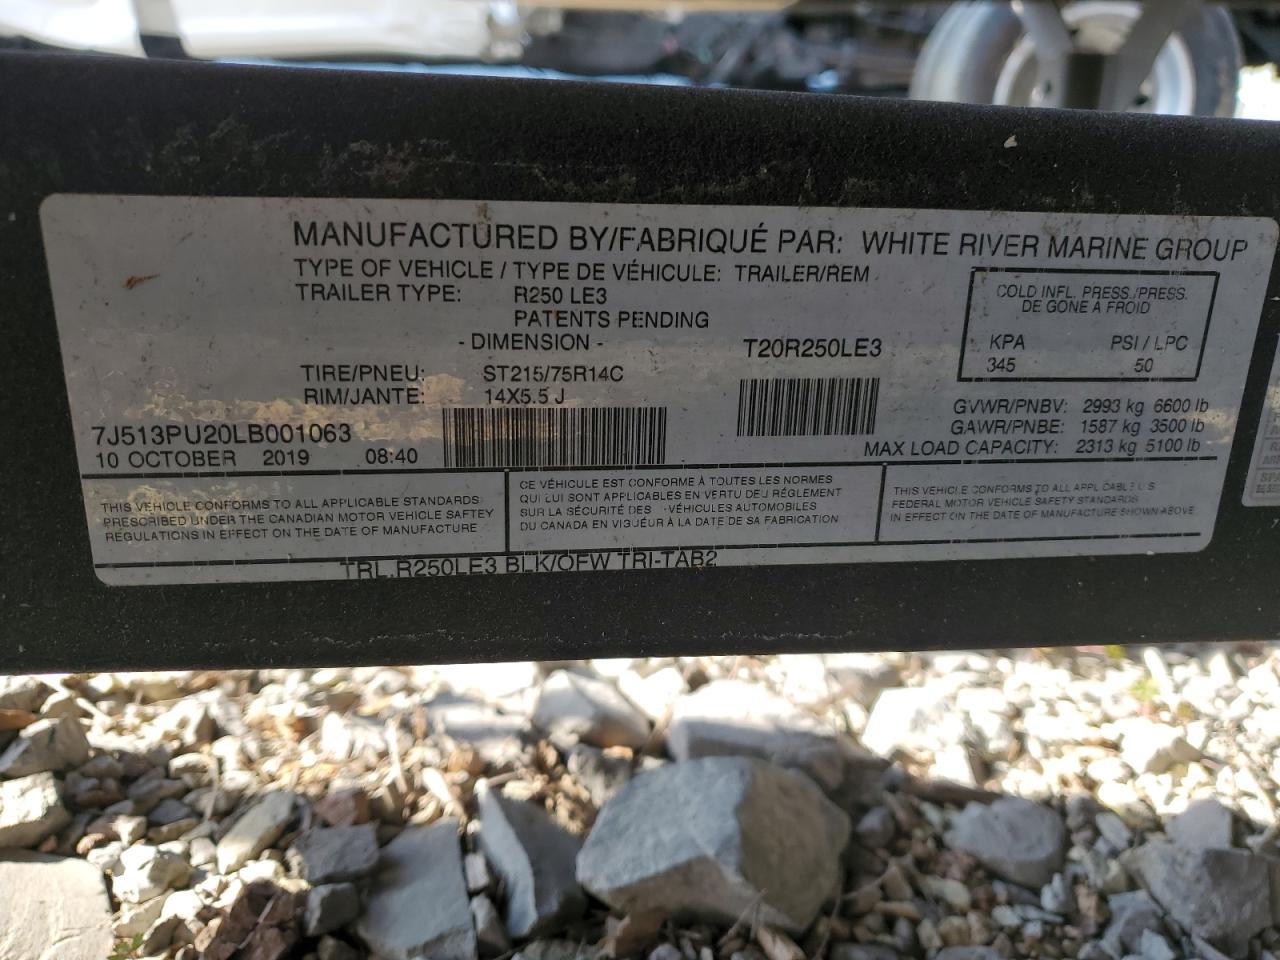 MANUFACTURED BY/FABRIQUÉ PAR: WHITE RIVER MARINE GROUP
TYPE OF VEHICLE / TYPE DE VÉHICULE: TRAILER/REM
TRAILER TYPE: R250 LE3
PATENTS PENDING
- DIMENSION -
TIRE/PNEU: ST215/75R14C
RIM/JANTE: 14X5.5 J
T20R250LE3
COLD INFL. PRESS./PRESS.
DE GONE A FROID
KPA PSI / LPC
345 50
GVWR/PNBV: 2993 kg 6600 lb
GAWR/PNBE: 1587 kg 3500 lb
MAX LOAD CAPACITY: 2313 kg 5100 lb
7J513PU20LB001063
10 OCTOBER 2019 08:40
THIS VEHICLE CONFORMS TO ALL APPLICABLE STANDARDS
PRESCRIBED UNDER THE CANADIAN MOTOR VEHICLE SAFTEY
REGULATIONS IN EFFECT ON THE DATE OF MANUFACTURE
CE VÉHICULE EST CONFORME À TOUTES LES NORMES
QUI LUI SONT APPLICABLES EN VERTU DEJ RÉGLEMENT
SUR LA SÉCURITÉ DES VÉHICULES AUTOMOBILES
DU CANADA EN VIGUEUR À LA DATE DE SA FABRICATION
THIS VEHICLE CONFORMS TO ALL APPLICABLE U S
FEDERAL MOTOR VEHICLE SAFETY STANDARDS
IN EFFECT ON THE DATE OF MANUFACTURE SHOWN ABOVE
TRL,R250LE3 BLK/OFW TRI-TAB2